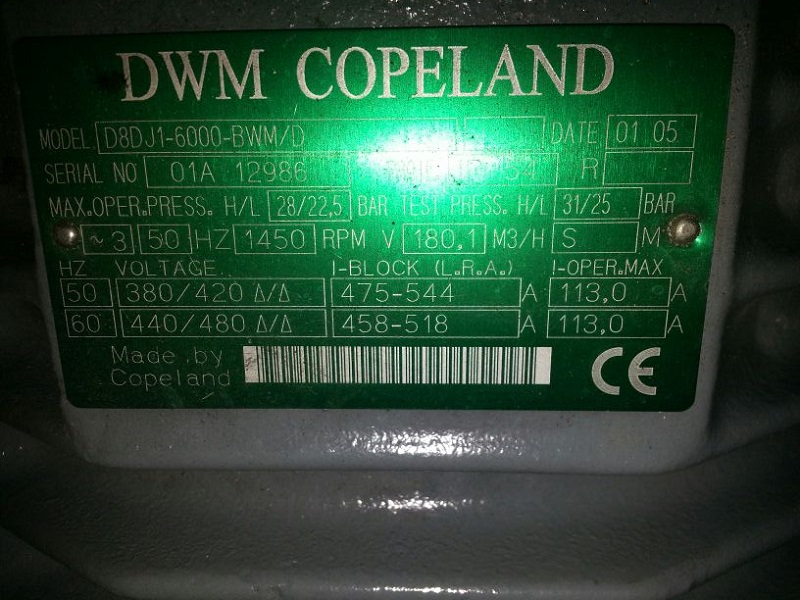 DWM COPELAND
MODEL D8DJ1-6000-BWM/D DATE 01 05
SERIAL NO 01A 12986 54 R
MAX.OPER.PRESS. H/L 28/22,5 BAR TEST PRESS. H/L 31/25 BAR
~3 50 HZ 1450 RPM V 180,1 M3/H S M
HZ VOLTAGE I-BLOCK (L.R.A.) I-OPER.MAX
50 380/420 Δ/Δ 475-544 A 113,0 A
60 440/480 Δ/Δ 458-518 A 113,0 A
Made by
Copeland
CE